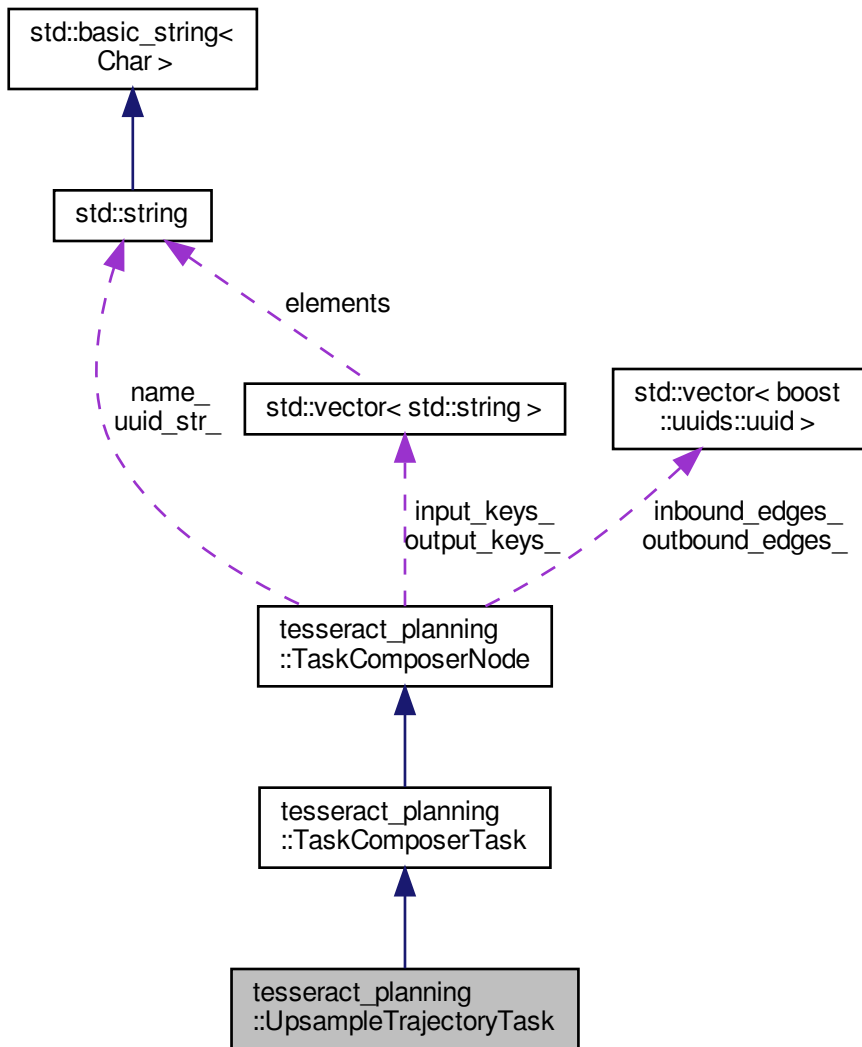 std::basic_string<
Char >
std::string
elements
name_
uuid_str_
std::vector< std::string >
std::vector< boost
::uuids::uuid >
input_keys_
output_keys_
inbound_edges_
outbound_edges_
tesseract_planning
::TaskComposerNode
tesseract_planning
::TaskComposerTask
tesseract_planning
::UpsampleTrajectoryTask